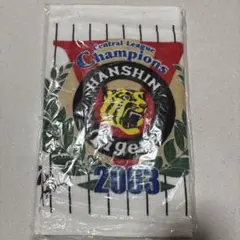 Central League
Champions
HANSHIN
Tigers
2003